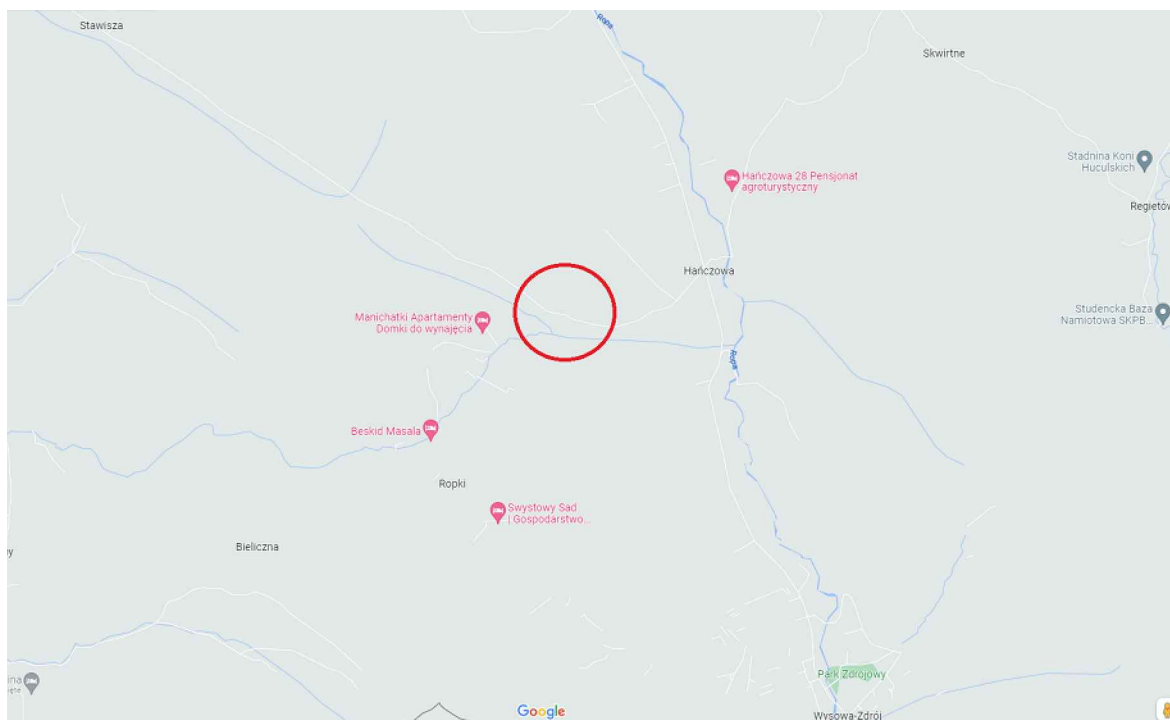 Stawisza
Ropa
Skwirtne
Stadnina Koni
Huculskich
Hańczowa 28 Pensjonat
agroturystyczny
Regietów
Hańczowa
Manichatki Apartamenty
Domki do wynajęcia
Studencka Baza
Namiotowa SKPB...
Ropa
Beskid Masala
Ropki
Swystowy Sad
| Gospodarstwo...
Bieliczna
Park Zdrojowy
Google
Wysowa-Zdrój